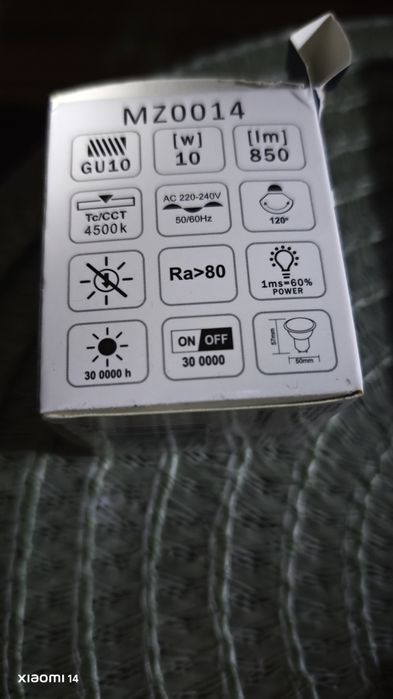 MZ0014
GU10
[w]
10
[lm]
850
Tc/CCT
4500k
AC 220-240V
50/60Hz
120°
Ra>80
1ms=60%
POWER
30 0000 h
ON OFF
30 0000
57mm
50mm
XIAOMI 14